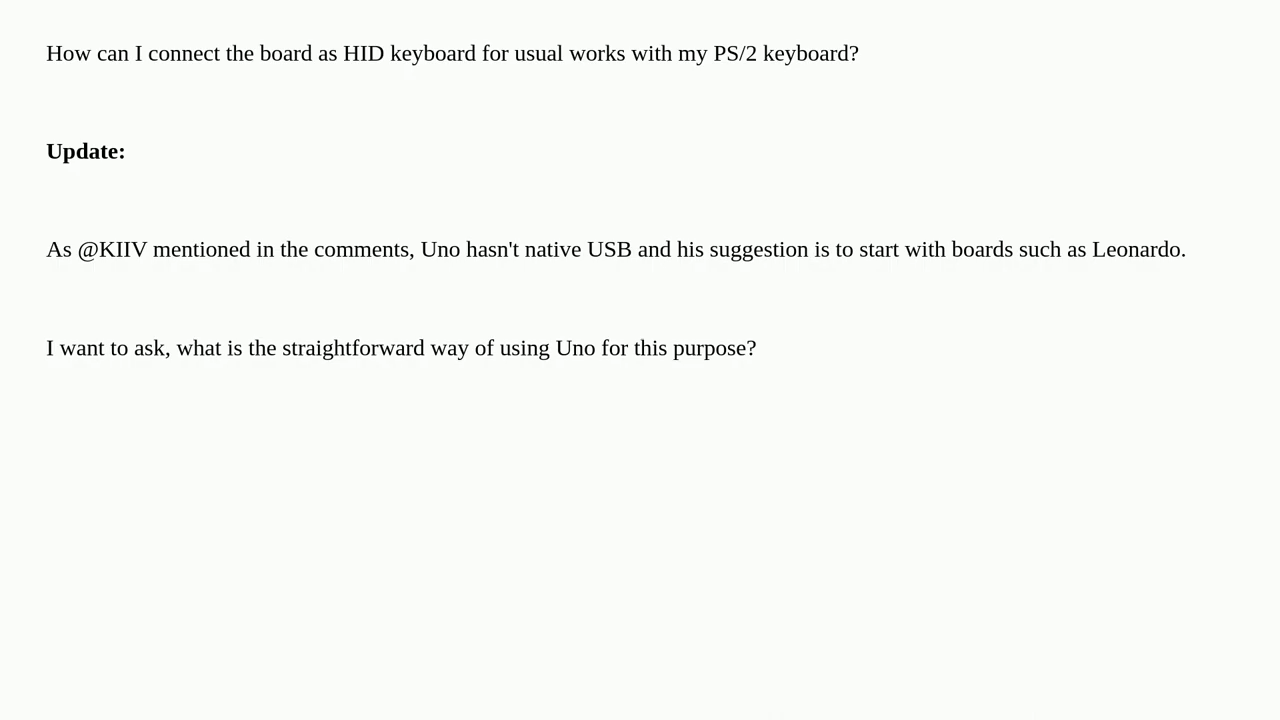 How can I connect the board as HID keyboard for usual works with my PS/2 keyboard?
Update:
As @KIIV mentioned in the comments, Uno hasn't native USB and his suggestion is to start with boards such as Leonardo.
I want to ask, what is the straightforward way of using Uno for this purpose?